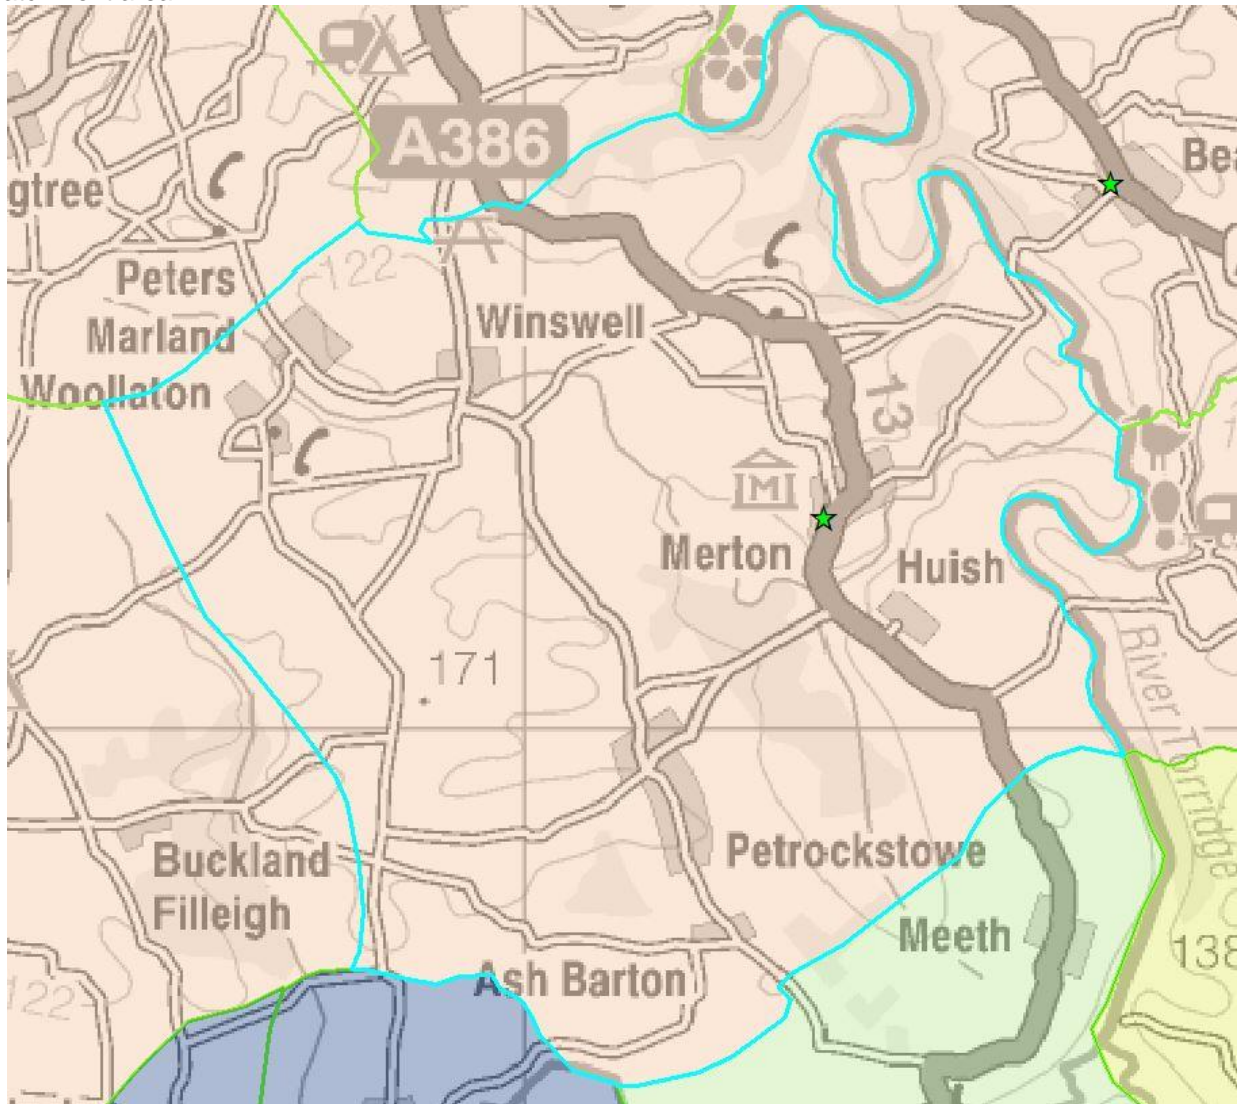 A386
Bea
gtree
122
Peters
Marland
Winswell
Woollaton
13
M
Merton
Huish
171
River Torridge
Petrockstowe
Buckland
Filleigh
Meeth
138
Ash Barton
122